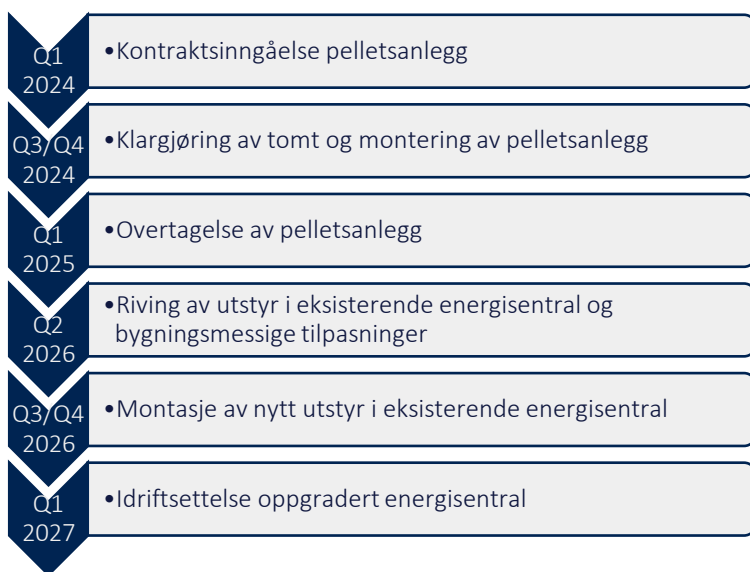 Q1
2024
•Kontraktsinngåelse pelletsanlegg
Q3/Q4
2024
•Klargjøring av tomt og montering av pelletsanlegg
Q1
2025
•Overtagelse av pelletsanlegg
Q2
2026
•Riving av utstyr i eksisterende energisentral og
bygningsmessige tilpasninger
Q3/Q4
2026
•Montasje av nytt utstyr i eksisterende energisentral
Q1
2027
•Idriftsettelse oppgradert energisentral